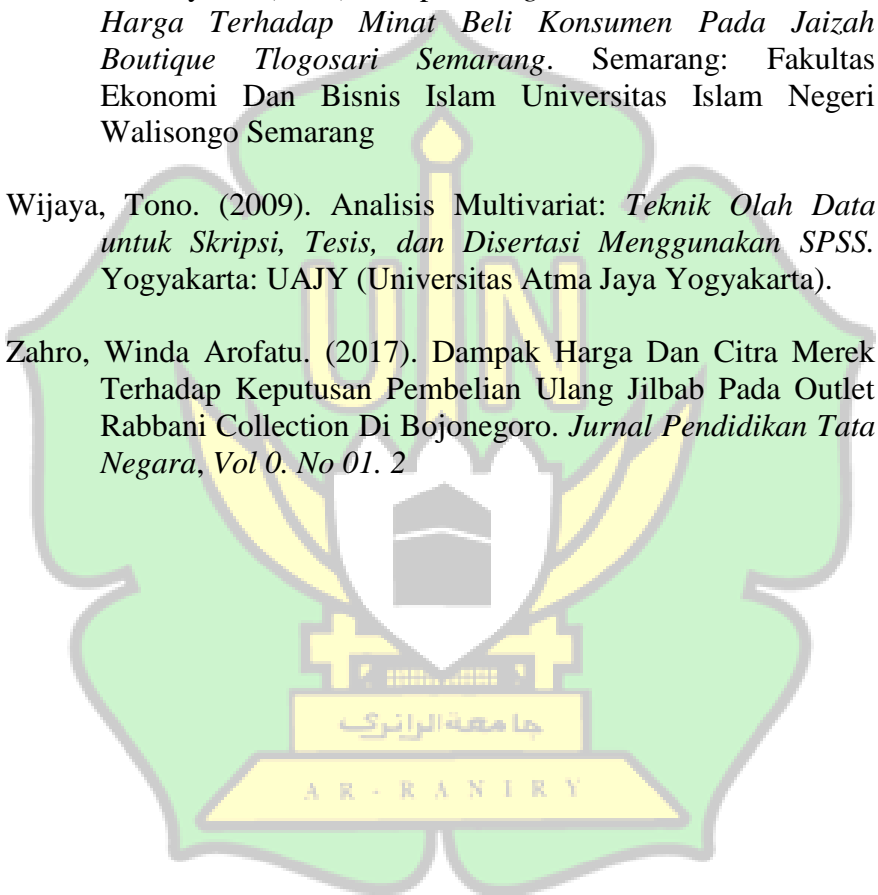 Harga Terhadap Minat Beli Konsumen Pada Jaizah
Boutique Tlogosari Semarang. Semarang: Fakultas
Ekonomi Dan Bisnis Islam Universitas Islam Negeri
Walisongo Semarang
Wijaya, Tono. (2009). Analisis Multivariat: Teknik Olah Data
untuk Skripsi, Tesis, dan Disertasi Menggunakan SPSS.
Yogyakarta: UAJY (Universitas Atma Jaya Yogyakarta).
Zahro, Winda Arofatu. (2017). Dampak Harga Dan Citra Merek
Terhadap Keputusan Pembelian Ulang Jilbab Pada Outlet
Rabbani Collection Di Bojonegoro. Jurnal Pendidikan Tata
Negara, Vol 0. No 01. 2
UIN
جامعة الرانري
AR-RANIRY